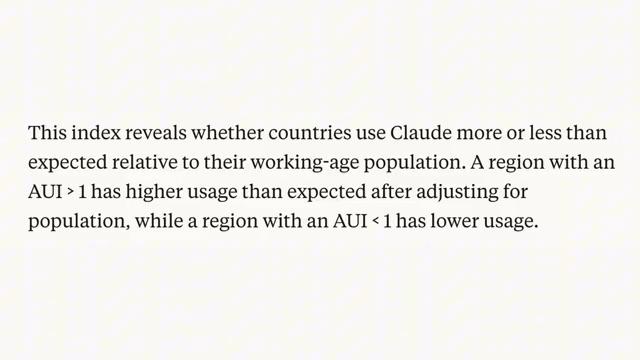 This index reveals whether countries use Claude more or less than
expected relative to their working-age population. A region with an
AUI > 1 has higher usage than expected after adjusting for
population, while a region with an AUI < 1 has lower usage.